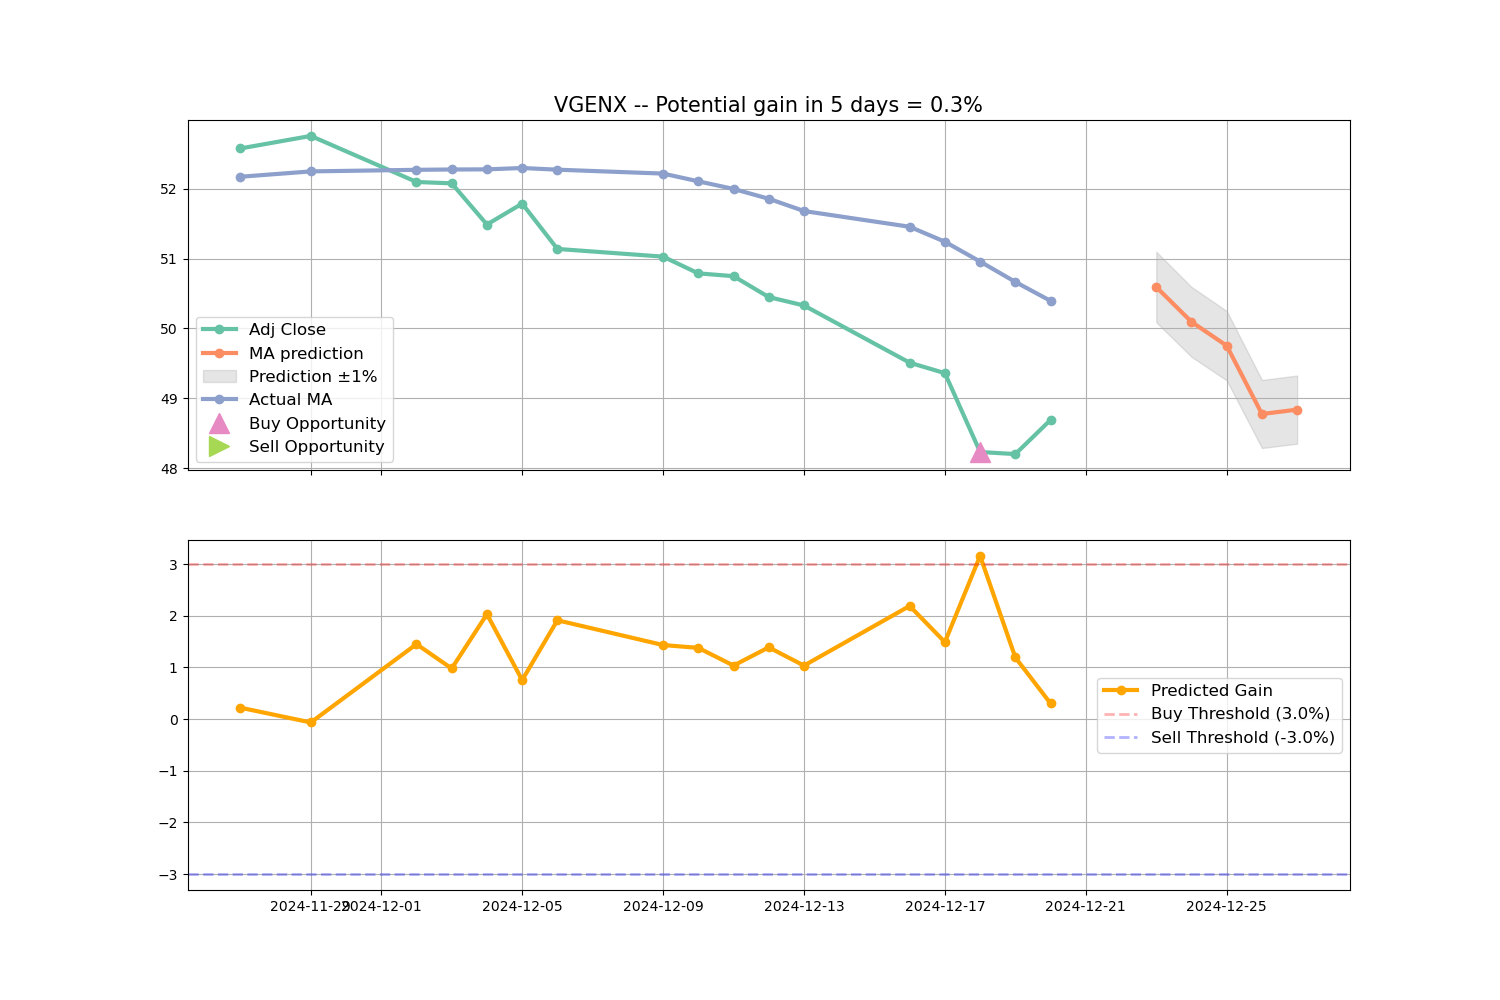 VGENX -- Potential gain in 5 days = 0.3%
52
51
50
49
48
Adj Close
MA prediction
Prediction ±1%
Actual MA
Buy Opportunity
Sell Opportunity
3
2
1
0
−1
−2
−3
Predicted Gain
Buy Threshold (3.0%)
Sell Threshold (-3.0%)
2024-11-29
2024-12-01
2024-12-05
2024-12-09
2024-12-13
2024-12-17
2024-12-21
2024-12-25